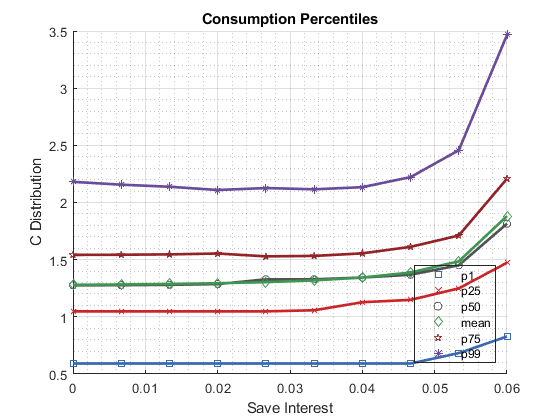 Consumption Percentiles
3.5
3
2.5
2
1.5
1
0.5
C Distribution
p1
p25
p50
mean
p75
p99
0 0.01 0.02 0.03 0.04 0.05 0.06
Save Interest